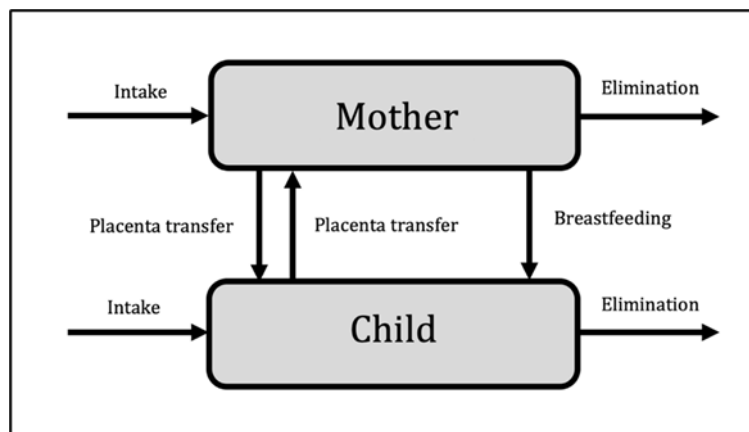 Intake
Mother
Elimination
Placenta transfer
Placenta transfer
Breastfeeding
Intake
Child
Elimination